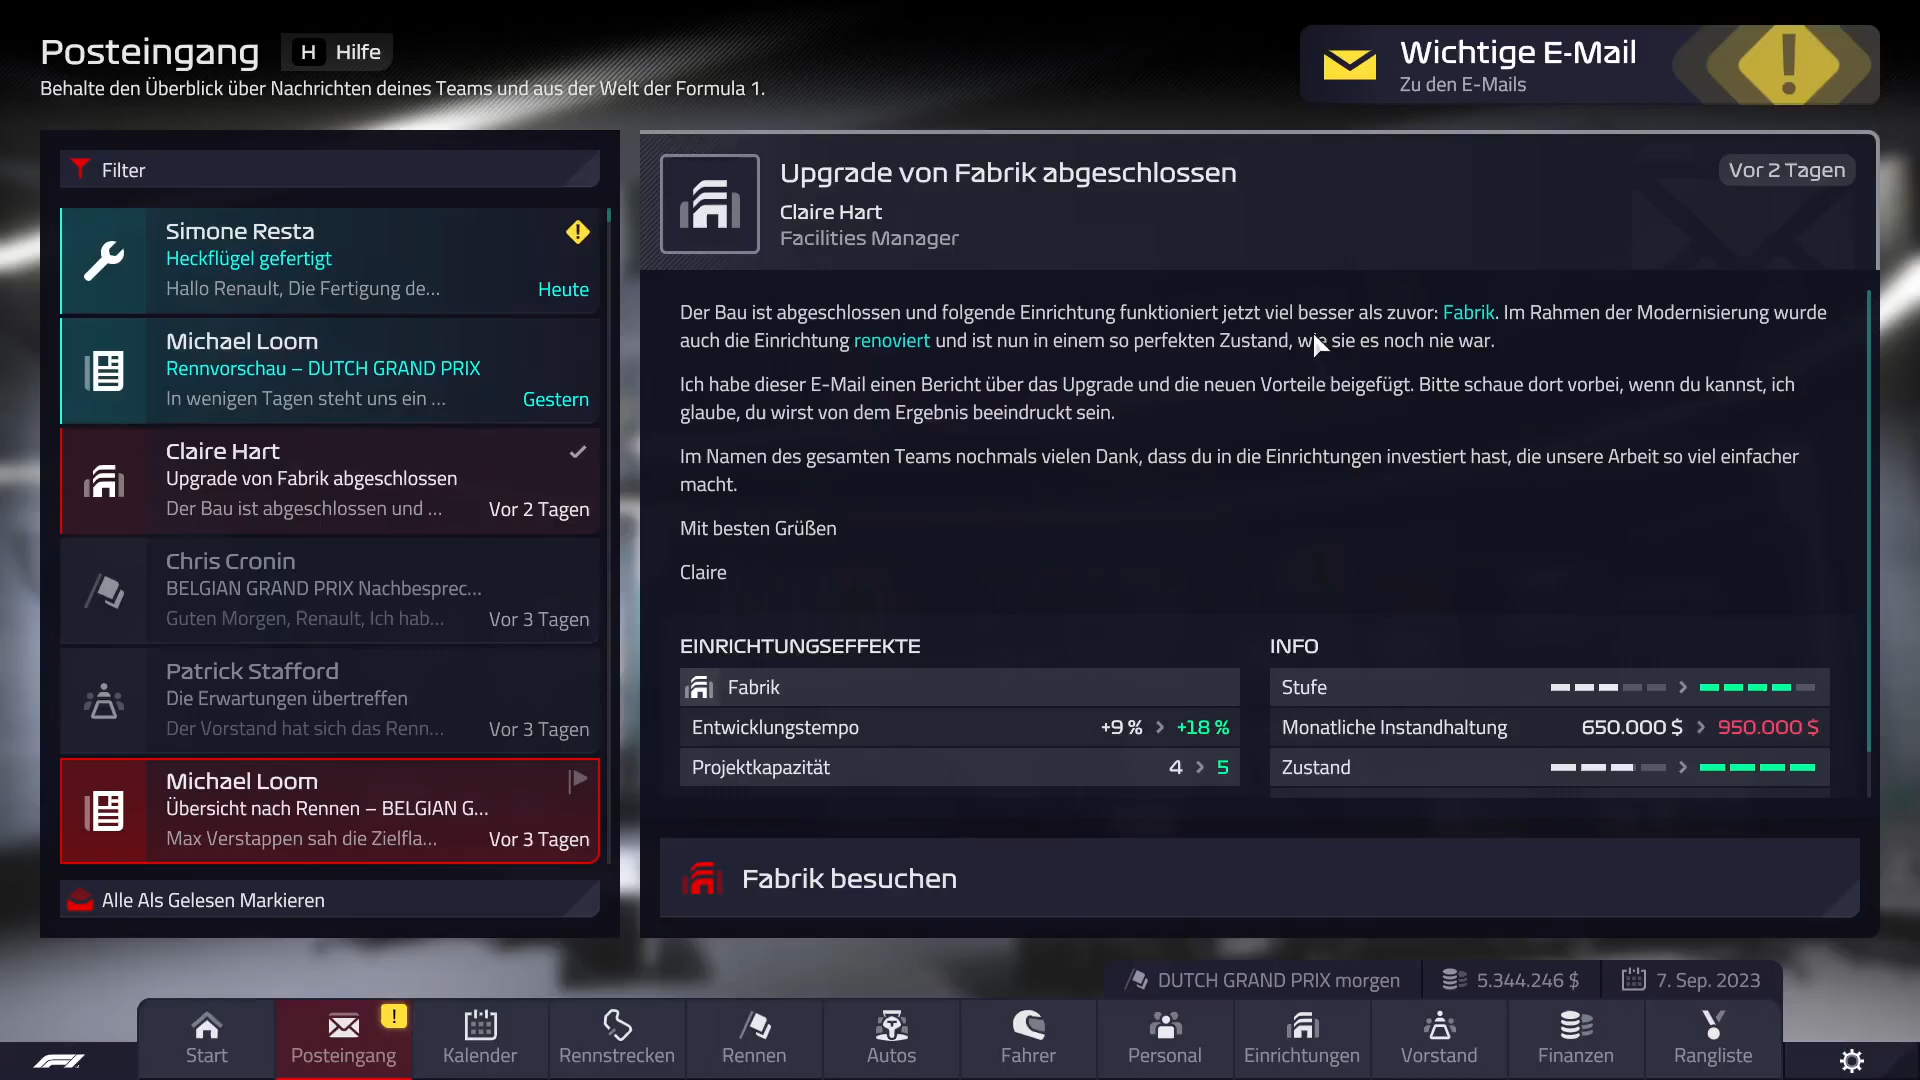 Posteingang
H Hilfe
Behalte den Überblick über Nachrichten deines Teams und aus der Welt der Formula 1.
Wichtige E-Mail
Zu den E-Mails
Filter
Simone Resta
Heckflügel gefertigt
Hallo Renault, Die Fertigung de...
Heute
Michael Loom
Rennvorschau – DUTCH GRAND PRIX
In wenigen Tagen steht uns ein ...
Gestern
Claire Hart
Upgrade von Fabrik abgeschlossen
Der Bau ist abgeschlossen und ...
Vor 2 Tagen
Chris Cronin
BELGIAN GRAND PRIX Nachbesprec...
Guten Morgen, Renault, Ich hab...
Vor 3 Tagen
Patrick Stafford
Die Erwartungen übertreffen
Der Vorstand hat sich das Renn...
Vor 3 Tagen
Michael Loom
Übersicht nach Rennen – BELGIAN G...
Max Verstappen sah die Zielfla...
Vor 3 Tagen
Alle Als Gelesen Markieren
Upgrade von Fabrik abgeschlossen
Vor 2 Tagen
Claire Hart
Facilities Manager
Der Bau ist abgeschlossen und folgende Einrichtung funktioniert jetzt viel besser als zuvor: Fabrik. Im Rahmen der Modernisierung wurde
auch die Einrichtung renoviert und ist nun in einem so perfekten Zustand, wie sie es noch nie war.
Ich habe dieser E-Mail einen Bericht über das Upgrade und die neuen Vorteile beigefügt. Bitte schaue dort vorbei, wenn du kannst, ich
glaube, du wirst von dem Ergebnis beeindruckt sein.
Im Namen des gesamten Teams nochmals vielen Dank, dass du in die Einrichtungen investiert hast, die unsere Arbeit so viel einfacher
macht.
Mit besten Grüßen
Claire
EINRICHTUNGSEFFEKTE
Fabrik
Entwicklungstempo +9 % > +18 %
Projektkapazität 4 > 5
INFO
Stufe >
Monatliche Instandhaltung 650.000 $ > 950.000 $
Zustand >
Fabrik besuchen
DUTCH GRAND PRIX morgen
5.344.246 $
7. Sep. 2023
Start
Posteingang
Kalender
Rennstrecken
Rennen
Autos
Fahrer
Personal
Einrichtungen
Vorstand
Finanzen
Rangliste